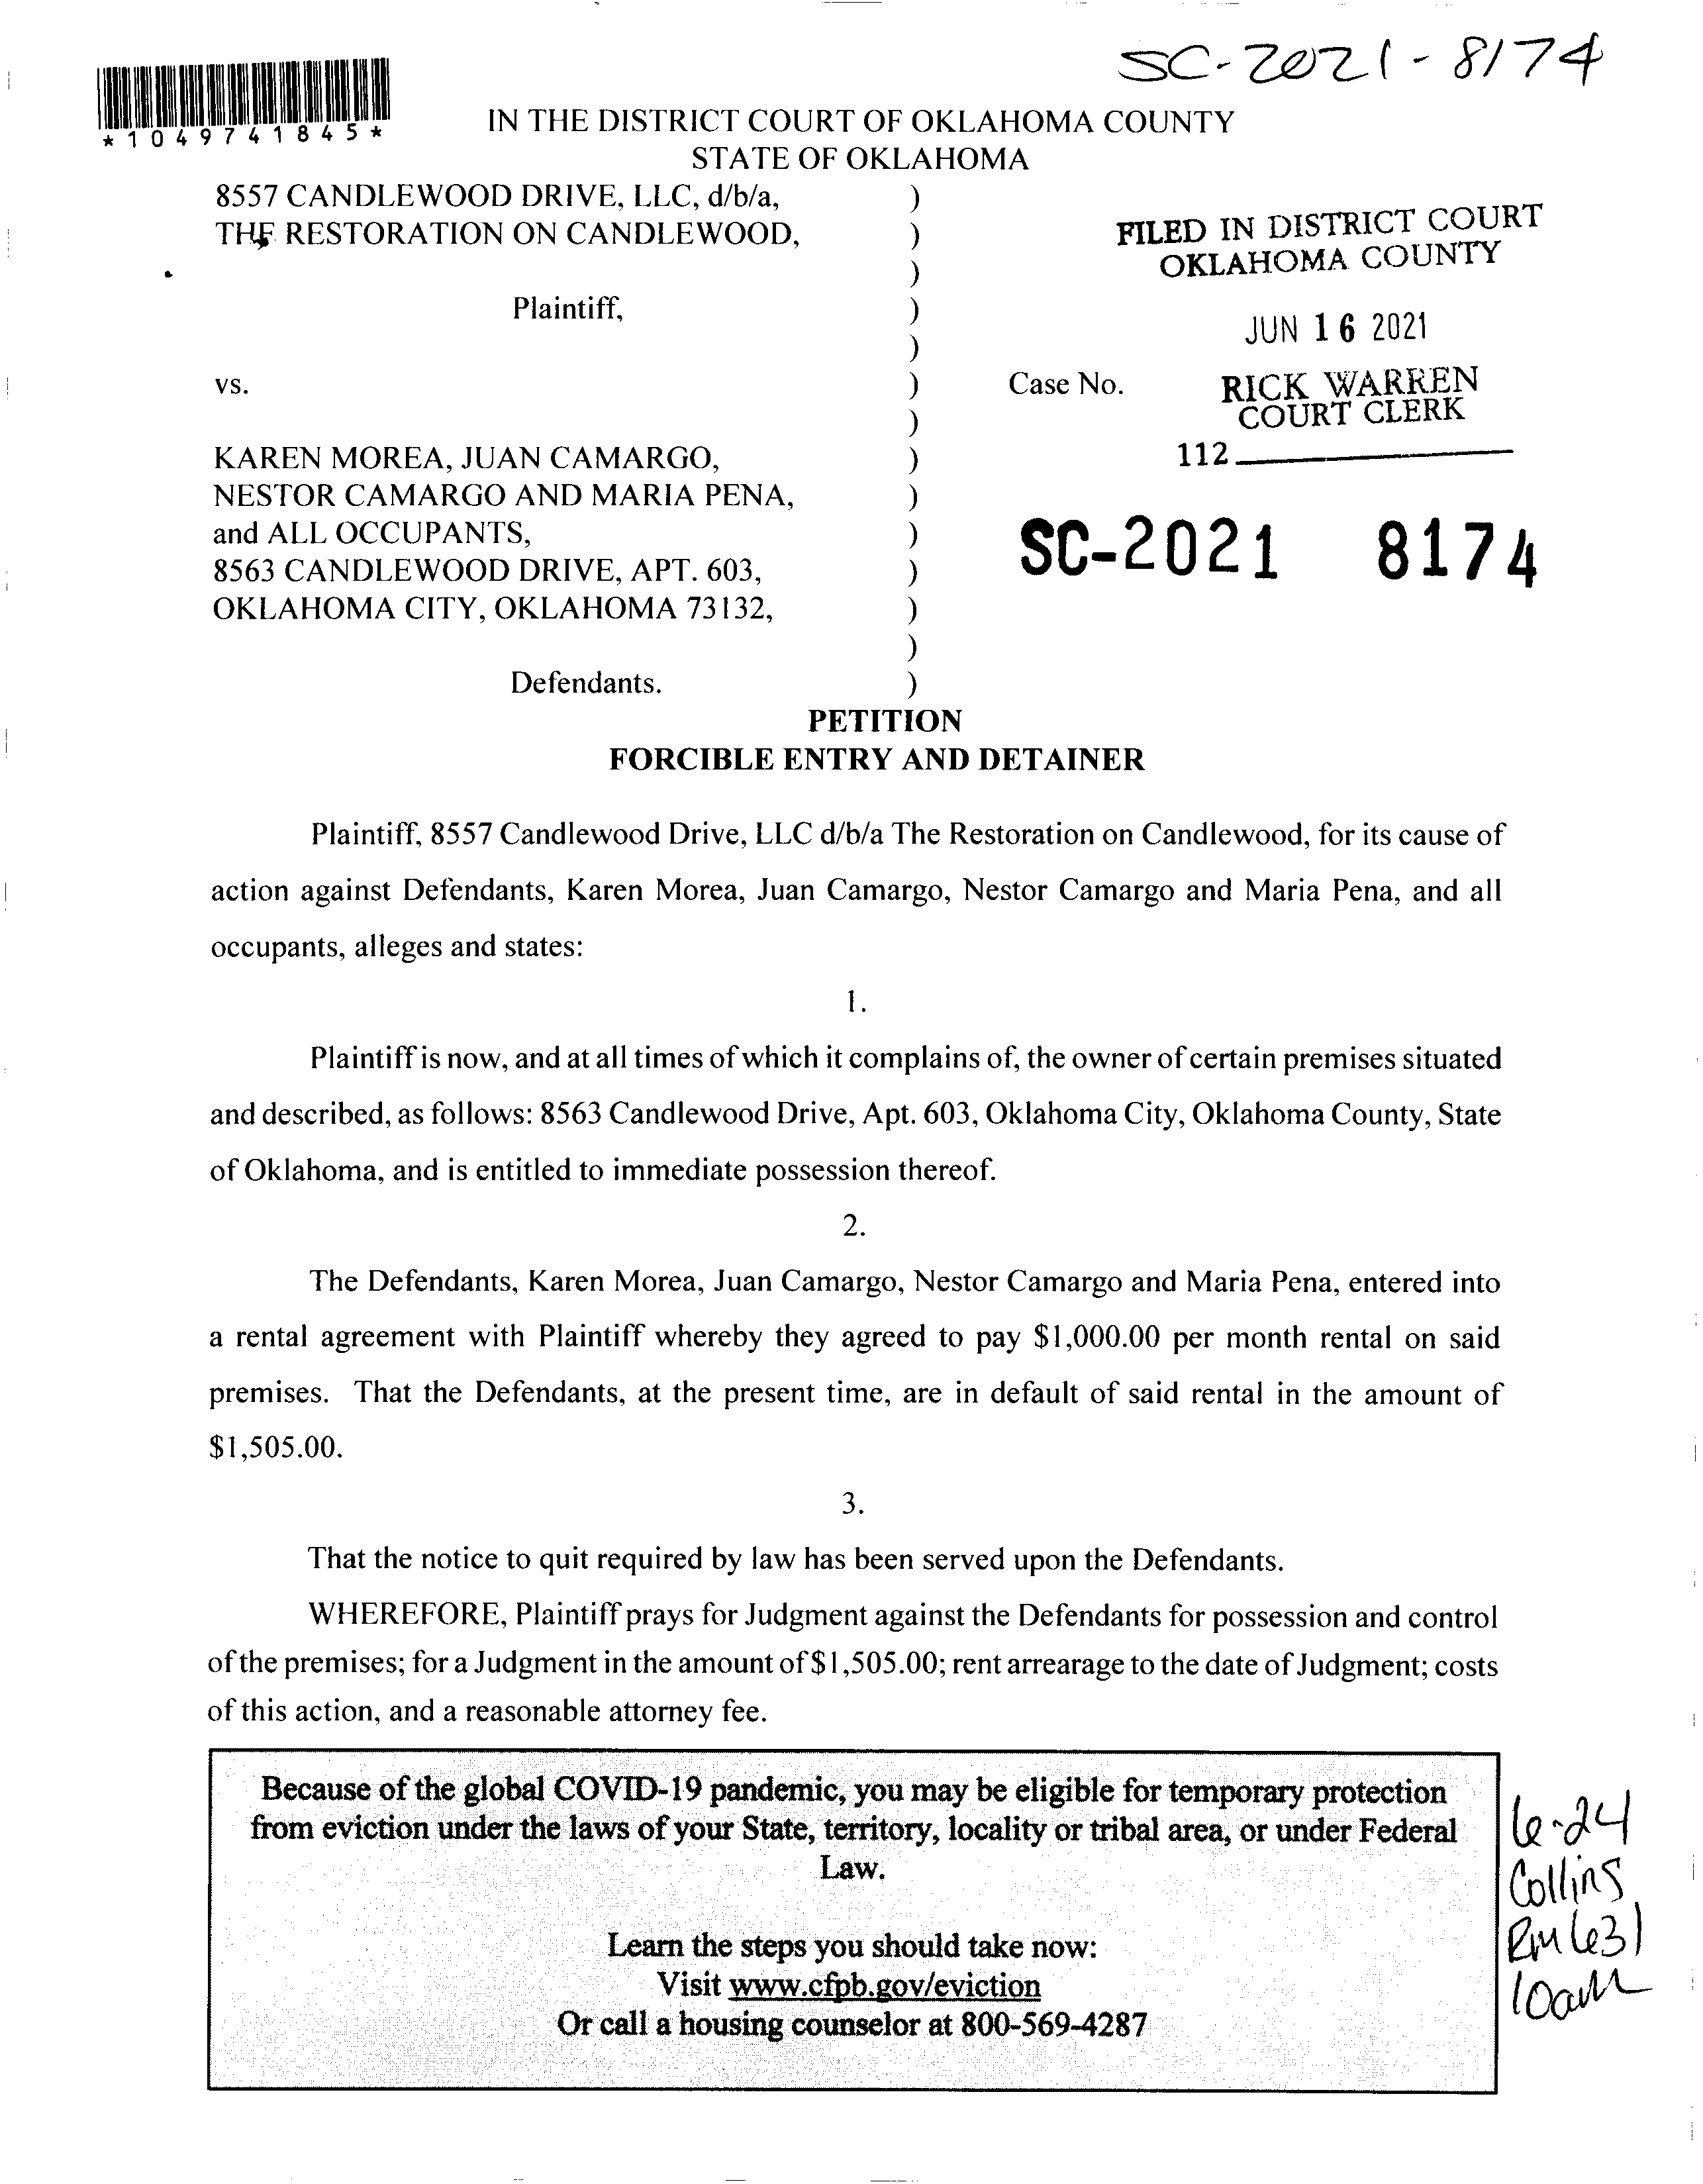 SC-2021-8174
*1049741845*
IN THE DISTRICT COURT OF OKLAHOMA COUNTY
STATE OF OKLAHOMA
8557 CANDLEWOOD DRIVE, LLC, d/b/a, )
THE RESTORATION ON CANDLEWOOD, )
FILED IN DISTRICT COURT
OKLAHOMA COUNTY
)
Plaintiff, )
JUN 16 2021
)
vs. ) Case No.
RICK WARREN
COURT CLERK
)
112
KAREN MOREA, JUAN CAMARGO, )
NESTOR CAMARGO AND MARIA PENA, )
and ALL OCCUPANTS, )
SC-2021 8174
8563 CANDLEWOOD DRIVE, APT. 603, )
OKLAHOMA CITY, OKLAHOMA 73132, )
)
Defendants. )
PETITION
FORCIBLE ENTRY AND DETAINER
Plaintiff, 8557 Candlewood Drive, LLC d/b/a The Restoration on Candlewood, for its cause of
action against Defendants, Karen Morea, Juan Camargo, Nestor Camargo and Maria Pena, and all
occupants, alleges and states:
1.
Plaintiff is now, and at all times of which it complains of, the owner of certain premises situated
and described, as follows: 8563 Candlewood Drive, Apt. 603, Oklahoma City, Oklahoma County, State
of Oklahoma, and is entitled to immediate possession thereof.
2.
The Defendants, Karen Morea, Juan Camargo, Nestor Camargo and Maria Pena, entered into
a rental agreement with Plaintiff whereby they agreed to pay $1,000.00 per month rental on said
premises. That the Defendants, at the present time, are in default of said rental in the amount of
$1,505.00.
3.
That the notice to quit required by law has been served upon the Defendants.
WHEREFORE, Plaintiff prays for Judgment against the Defendants for possession and control
of the premises; for a Judgment in the amount of $1,505.00; rent arrearage to the date of Judgment; costs
of this action, and a reasonable attorney fee.
Because of the global COVID-19 pandemic, you may be eligible for temporary protection
from eviction under the laws of your State, territory, locality or tribal area, or under Federal
Law.
Learn the steps you should take now:
Visit www.cfpb.gov/eviction
Or call a housing counselor at 800-569-4287
6-24
Collins
Rm 631
10am